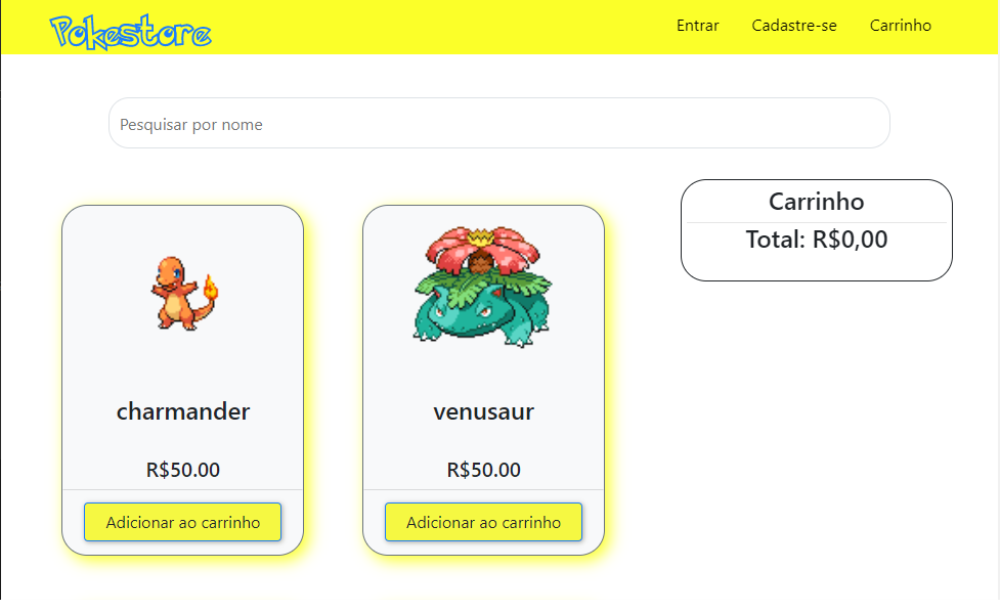 Pokestore
Entrar Cadastre-se Carrinho
Pesquisar por nome
Carrinho
Total: R$0,00
charmander
R$50.00
Adicionar ao carrinho
venusaur
R$50.00
Adicionar ao carrinho